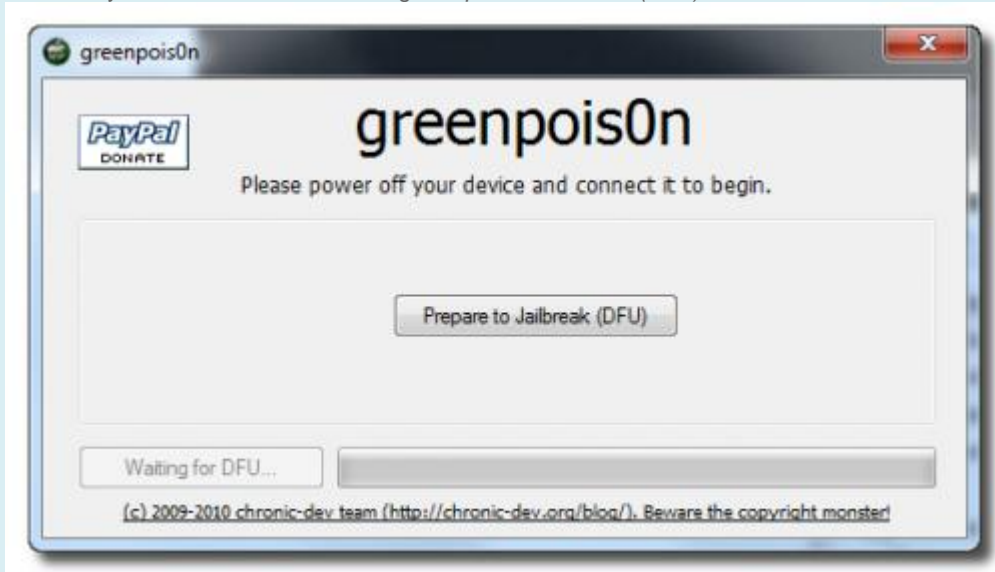 greenpois0n
PayPal
DONATE
greenpois0n
Please power off your device and connect it to begin.
Prepare to Jailbreak (DFU)
Waiting for DFU...
(c) 2009-2010 chronic-dev team (http://chronic-dev.org/blog/). Beware the copyright monster!